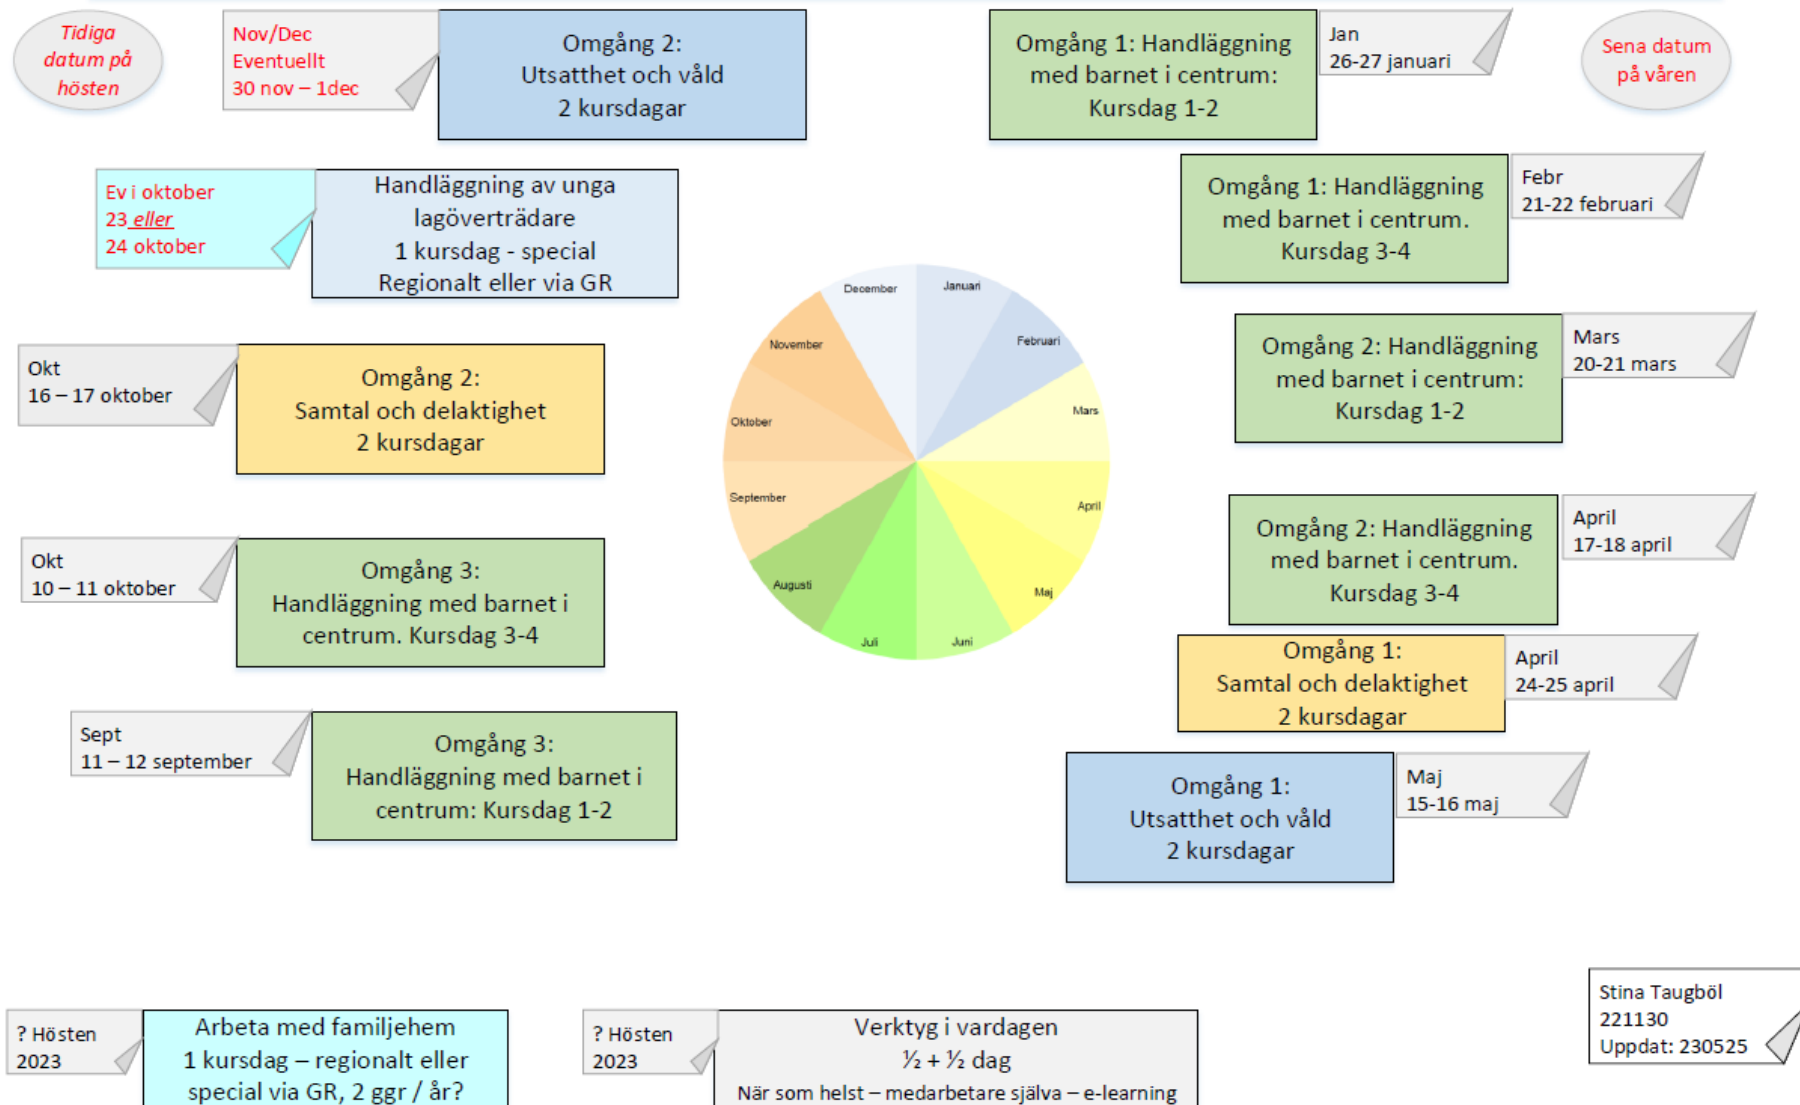 Tidiga
datum på
hösten
Nov/Dec
Eventuellt
30 nov – 1dec
Omgång 2:
Utsatthet och våld
2 kursdagar
Omgång 1: Handläggning
med barnet i centrum:
Kursdag 1-2
Jan
26-27 januari
Sena datum
på våren
Ev i oktober
23 eller
24 oktober
Handläggning av unga
lagöverträdare
1 kursdag - special
Regionalt eller via GR
Omgång 1: Handläggning
med barnet i centrum.
Kursdag 3-4
Febr
21-22 februari
Okt
16 – 17 oktober
Omgång 2:
Samtal och delaktighet
2 kursdagar
Omgång 2: Handläggning
med barnet i centrum:
Kursdag 1-2
Mars
20-21 mars
December
Januari
Februari
Mars
April
Maj
Juni
Juli
Augusti
September
Oktober
November
Okt
10 – 11 oktober
Omgång 3:
Handläggning med barnet i
centrum. Kursdag 3-4
Omgång 2: Handläggning
med barnet i centrum.
Kursdag 3-4
April
17-18 april
Omgång 1:
Samtal och delaktighet
2 kursdagar
April
24-25 april
Sept
11 – 12 september
Omgång 3:
Handläggning med barnet i
centrum: Kursdag 1-2
Omgång 1:
Utsatthet och våld
2 kursdagar
Maj
15-16 maj
? Hösten
2023
Arbeta med familjehem
1 kursdag – regionalt eller
special via GR, 2 ggr / år?
? Hösten
2023
Verktyg i vardagen
½ + ½ dag
När som helst – medarbetare själva – e-learning
Stina Taugböl
221130
Uppdat: 230525